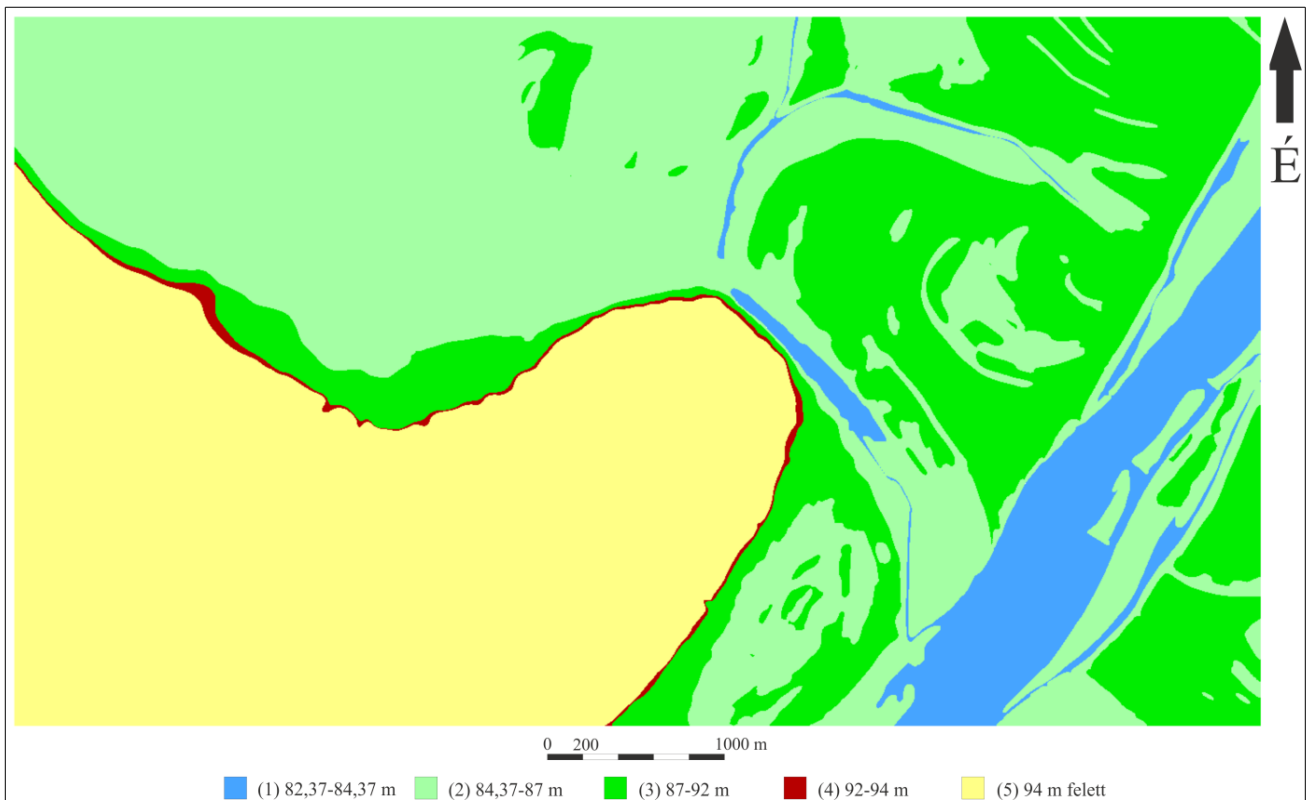 É
0 200 1000 m
(1) 82,37-84,37 m (2) 84,37-87 m (3) 87-92 m (4) 92-94 m (5) 94 m felett